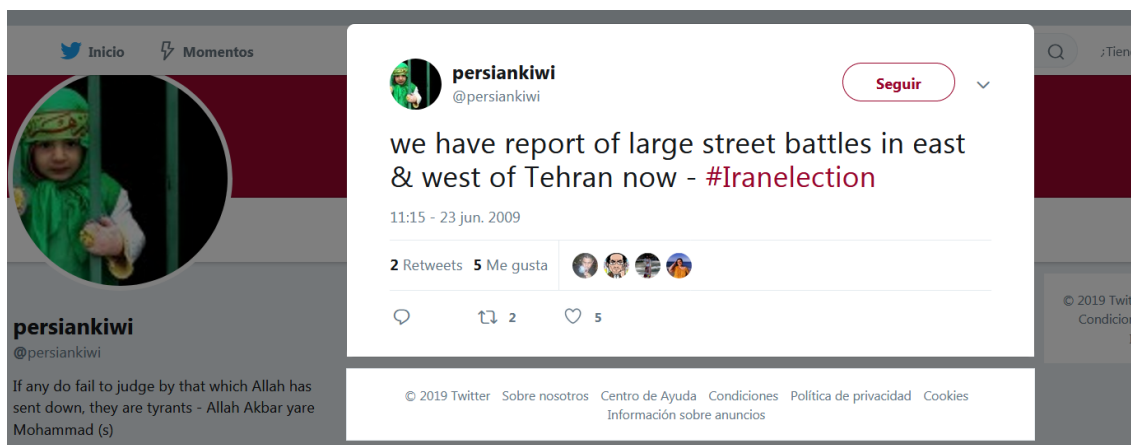 Inicio
Momentos
persiankiwi
@persiankiwi
Seguir
we have report of large street battles in east
& west of Tehran now - #Iranelection
11:15 - 23 jun. 2009
2 Retweets 5 Me gusta
2 5
© 2019 Twitter Sobre nosotros Centro de Ayuda Condiciones Política de privacidad Cookies
Información sobre anuncios
persiankiwi
@persiankiwi
If any do fail to judge by that which Allah has
sent down, they are tyrants - Allah Akbar yare
Mohammad (s)
© 2019